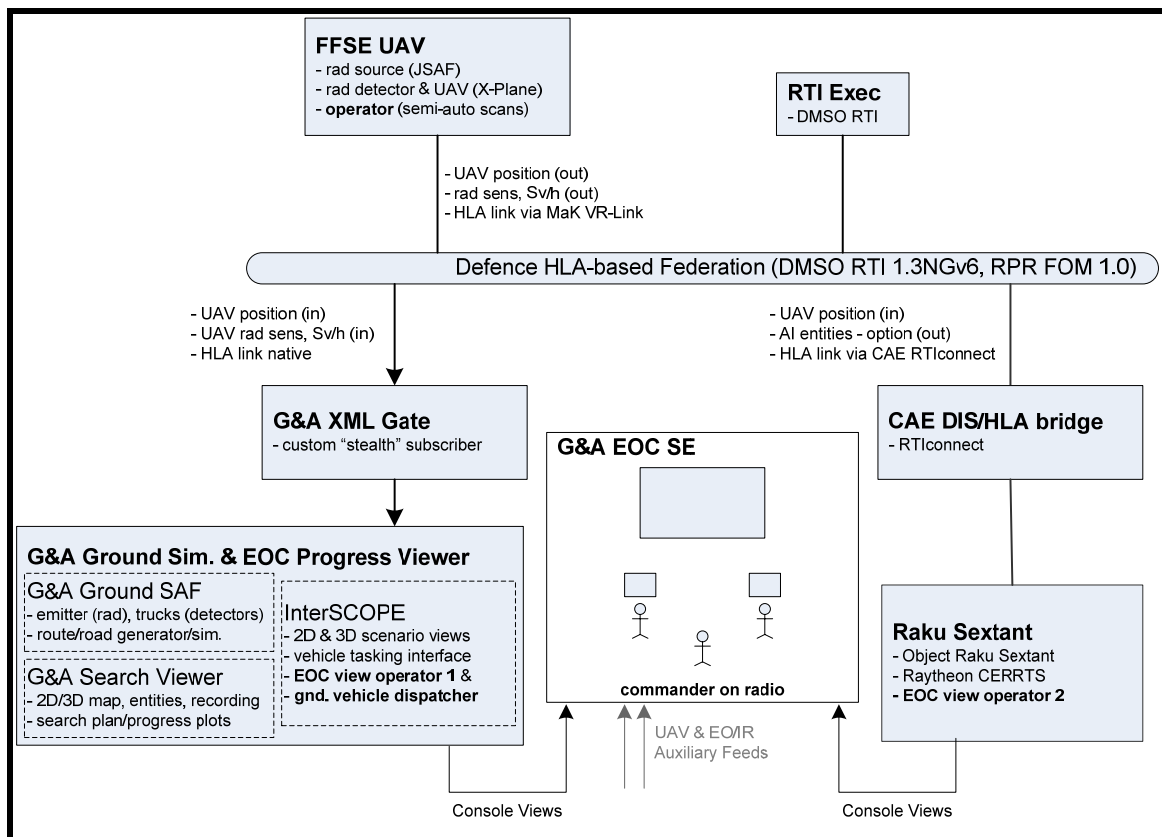 FFSE UAV
- rad source (JSAF)
- rad detector & UAV (X-Plane)
- operator (semi-auto scans)
RTI Exec
- DMSO RTI
- UAV position (out)
- rad sens, Sv/h (out)
- HLA link via MaK VR-Link
Defence HLA-based Federation (DMSO RTI 1.3NGv6, RPR FOM 1.0)
- UAV position (in)
- UAV rad sens, Sv/h (in)
- HLA link native
- UAV position (in)
- AI entities - option (out)
- HLA link via CAE RTIconnect
G&A XML Gate
- custom “stealth” subscriber
G&A EOC SE
commander on radio
CAE DIS/HLA bridge
- RTIconnect
G&A Ground Sim. & EOC Progress Viewer
G&A Ground SAF
- emitter (rad), trucks (detectors)
- route/road generator/sim.
G&A Search Viewer
- 2D/3D map, entities, recording
- search plan/progress plots
InterSCOPE
- 2D & 3D scenario views
- vehicle tasking interface
- EOC view operator 1 &
- gnd. vehicle dispatcher
Raku Sextant
- Object Raku Sextant
- Raytheon CERRTS
- EOC view operator 2
UAV & EO/IR
Auxiliary Feeds
Console Views
Console Views